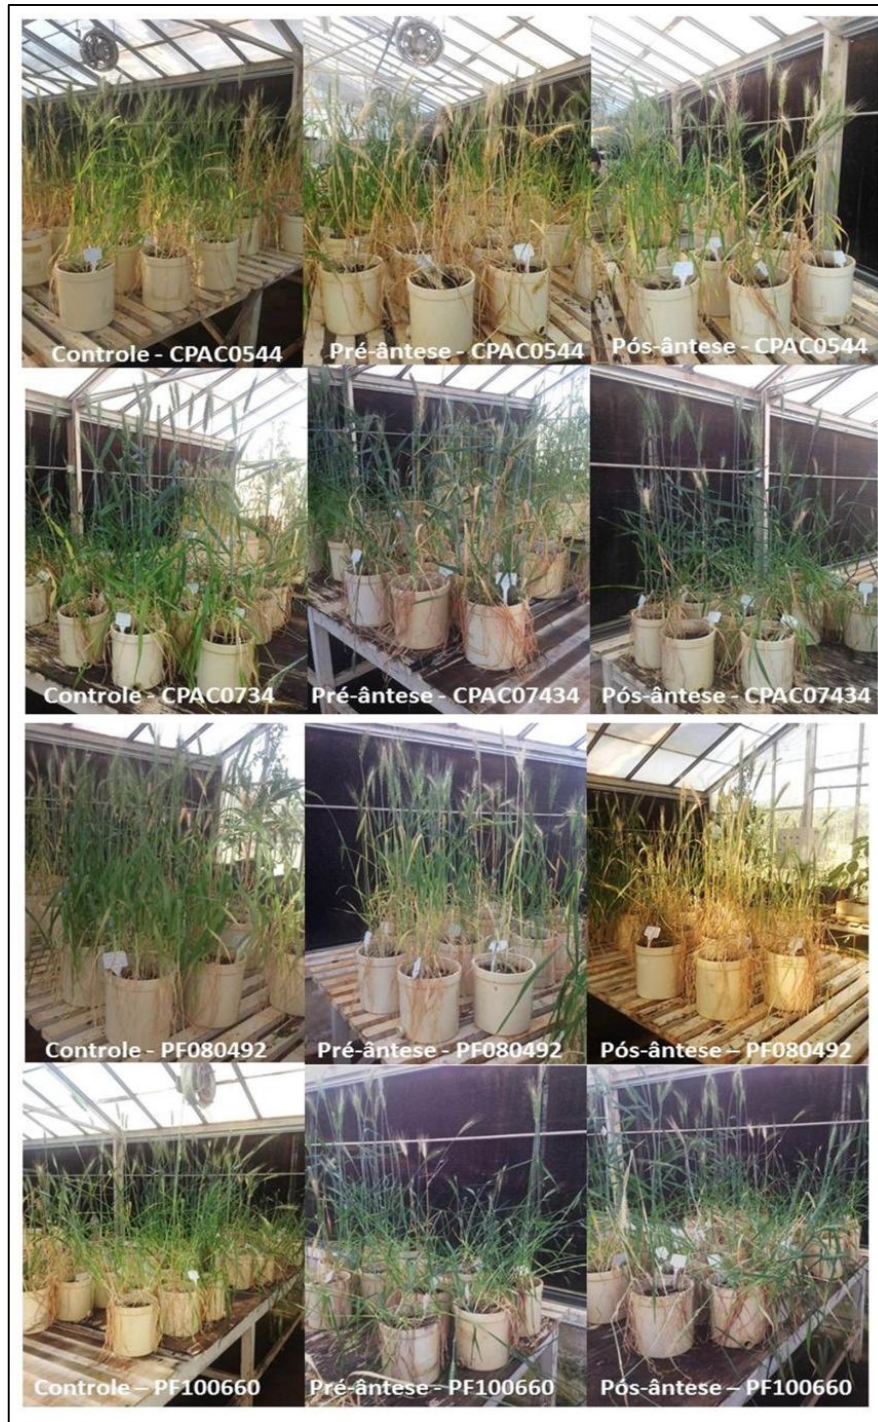 Controle - CPAC0544
Pré-ântese - CPAC0544
Pós-ântese - CPAC0544
Controle - CPAC0734
Pré-ântese - CPAC07434
Pós-ântese - CPAC07434
Controle - PF080492
Pré-ântese - PF080492
Pós-ântese – PF080492
Controle – PF100660
Pré-ântese - PF100660
Pós-ântese – PF100660